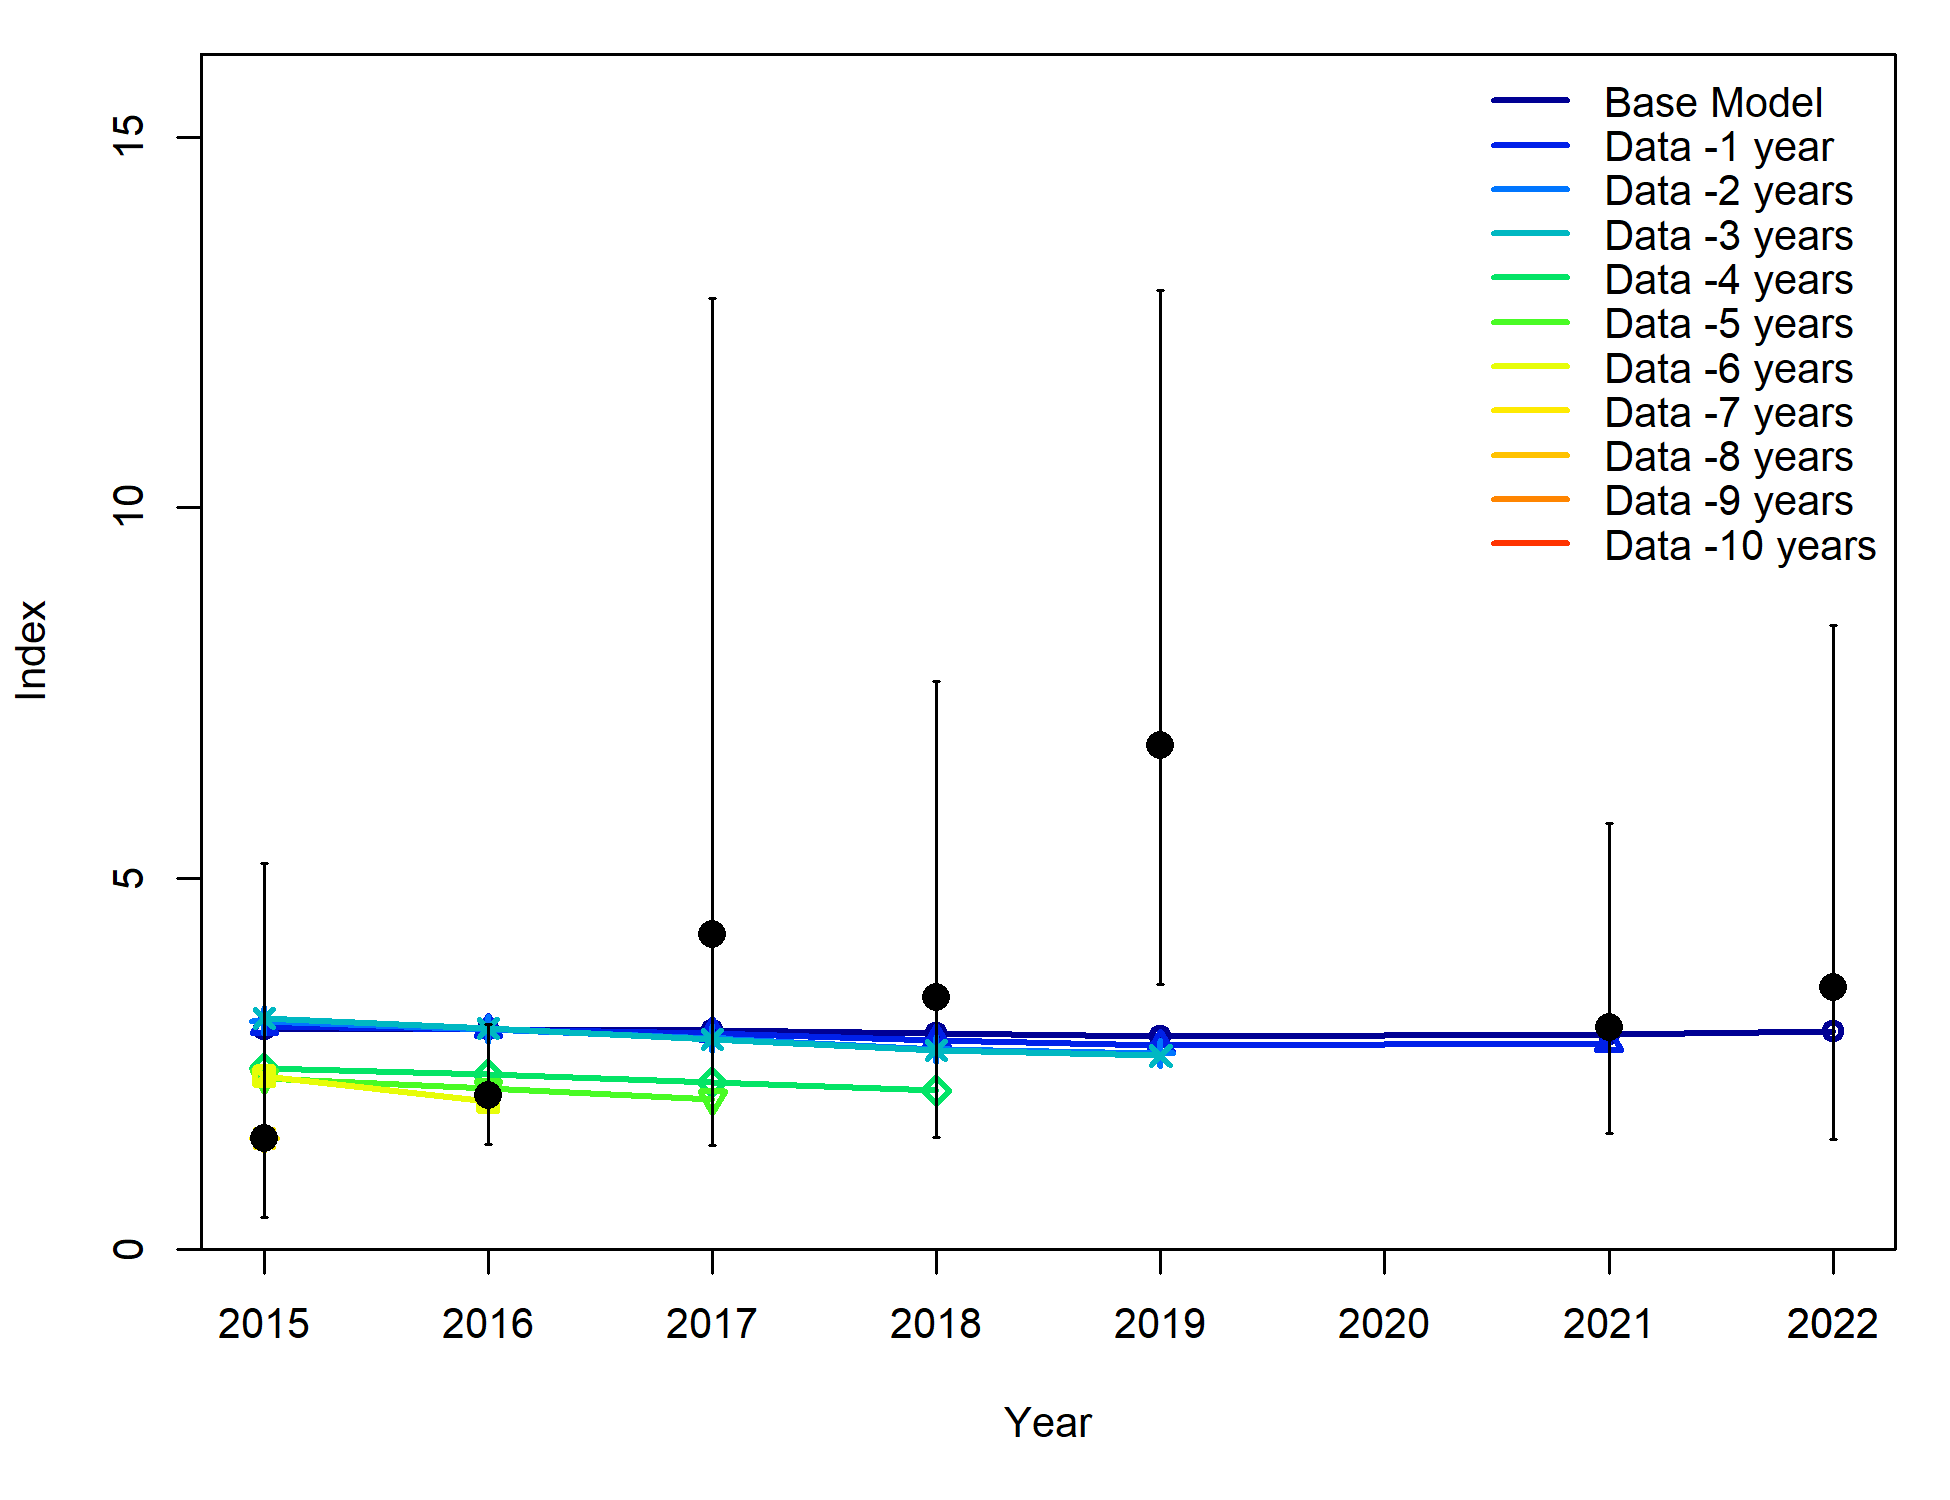 Base Model
Data -1 year
Data -2 years
Data -3 years
Data -4 years
Data -5 years
Data -6 years
Data -7 years
Data -8 years
Data -9 years
Data -10 years
15
10
5
0
Index
2015 2016 2017 2018 2019 2020 2021 2022
Year